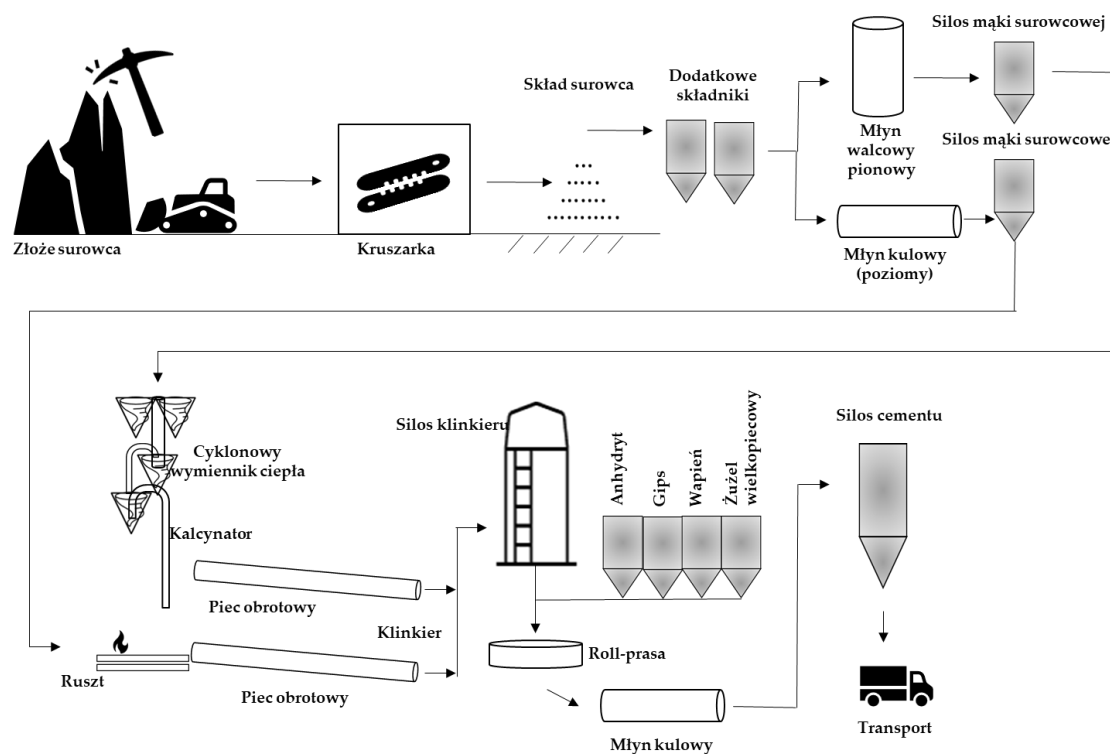 Silos mąki surowcowej
Skład surowca
Dodatkowe
składniki
Młyn
walcowy
pionowy
Silos mąki surowcowe
Złoże surowca
Kruszarka
Młyn kulowy
(poziomy)
Silos klinkieru
Anhydryt
Gips
Wapień
Żużel
wielkopiecowy
Silos cementu
Cyklonowy
wymiennik ciepła
Kalcynator
Piec obrotowy
Klinkier
Roll-prasa
Ruszt
Piec obrotowy
Młyn kulowy
Transport